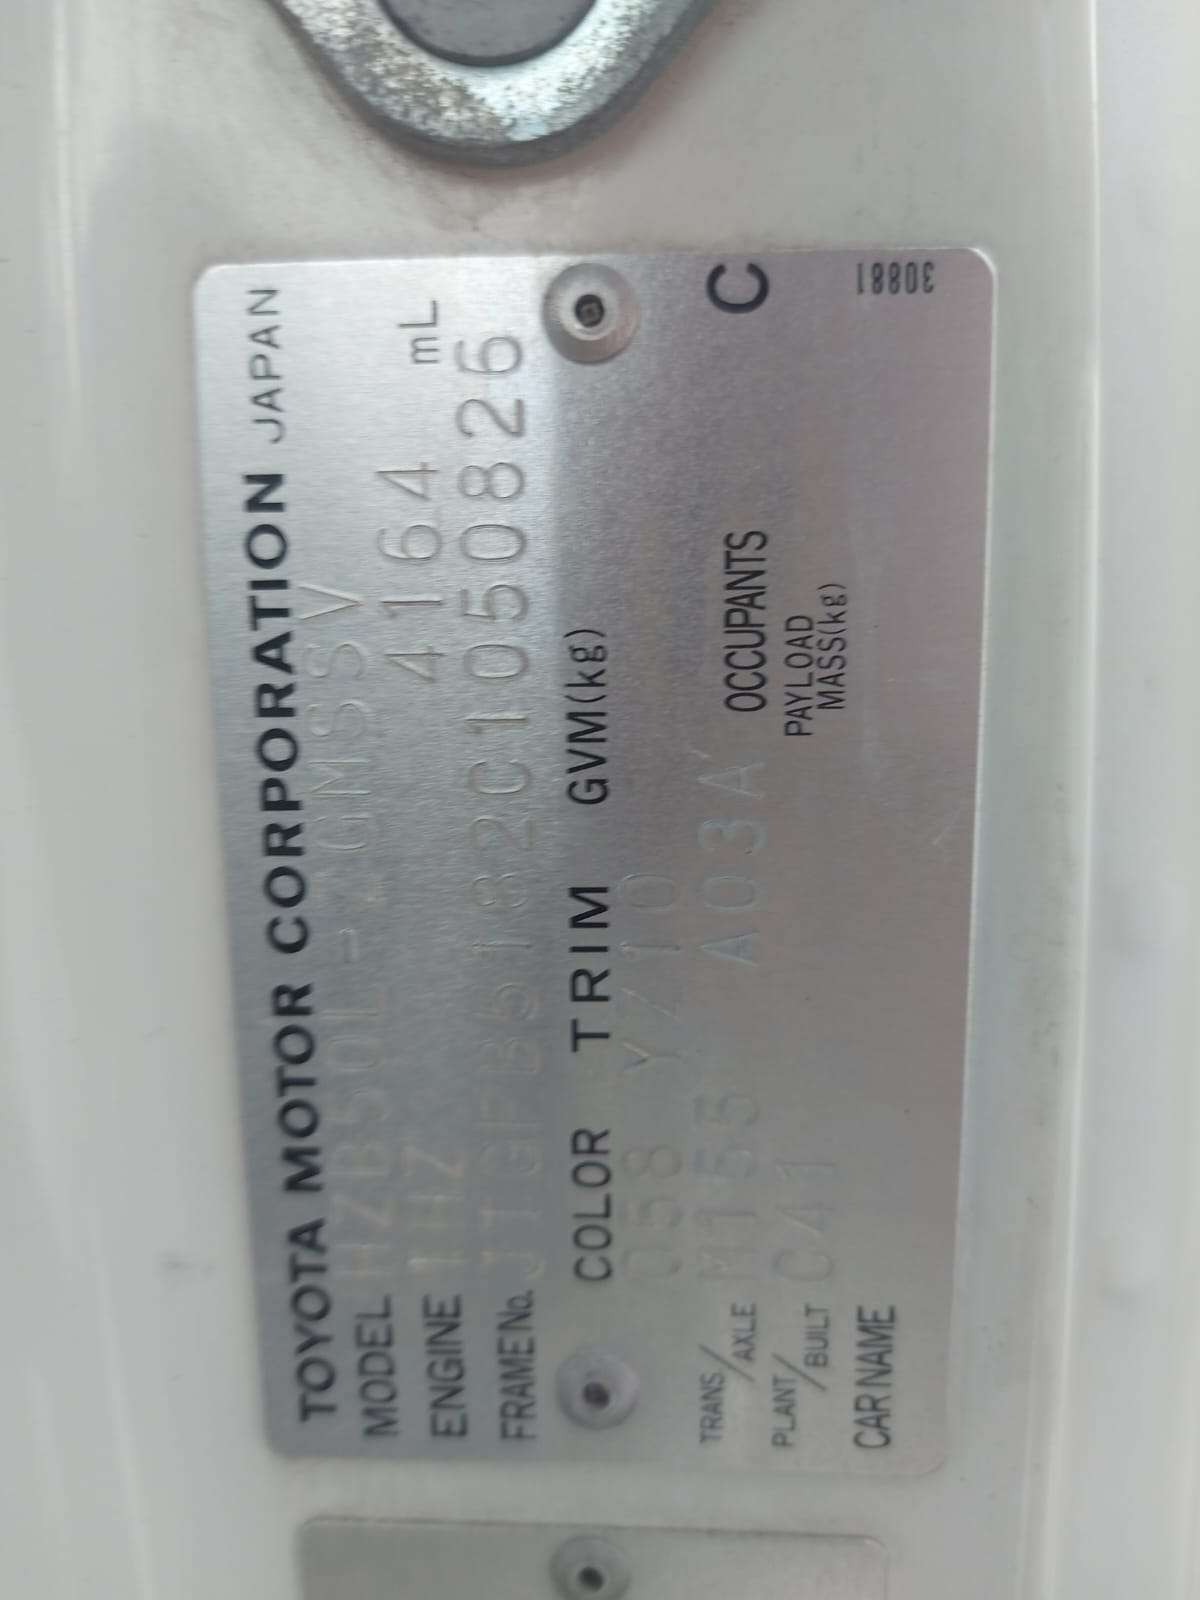 TOYOTA MOTOR CORPORATION JAPAN
MODEL HZB50L-ZGMSSV
ENGINE 1HZ 4164 mL
FRAME No. JTGFB5182C1050826
COLOR TRIM GVM(kg)
058 YZ10
TRANS/AXLE M155 A03A OCCUPANTS C
PLANT/BUILT C41 PAYLOAD MASS(kg)
CAR NAME 30881